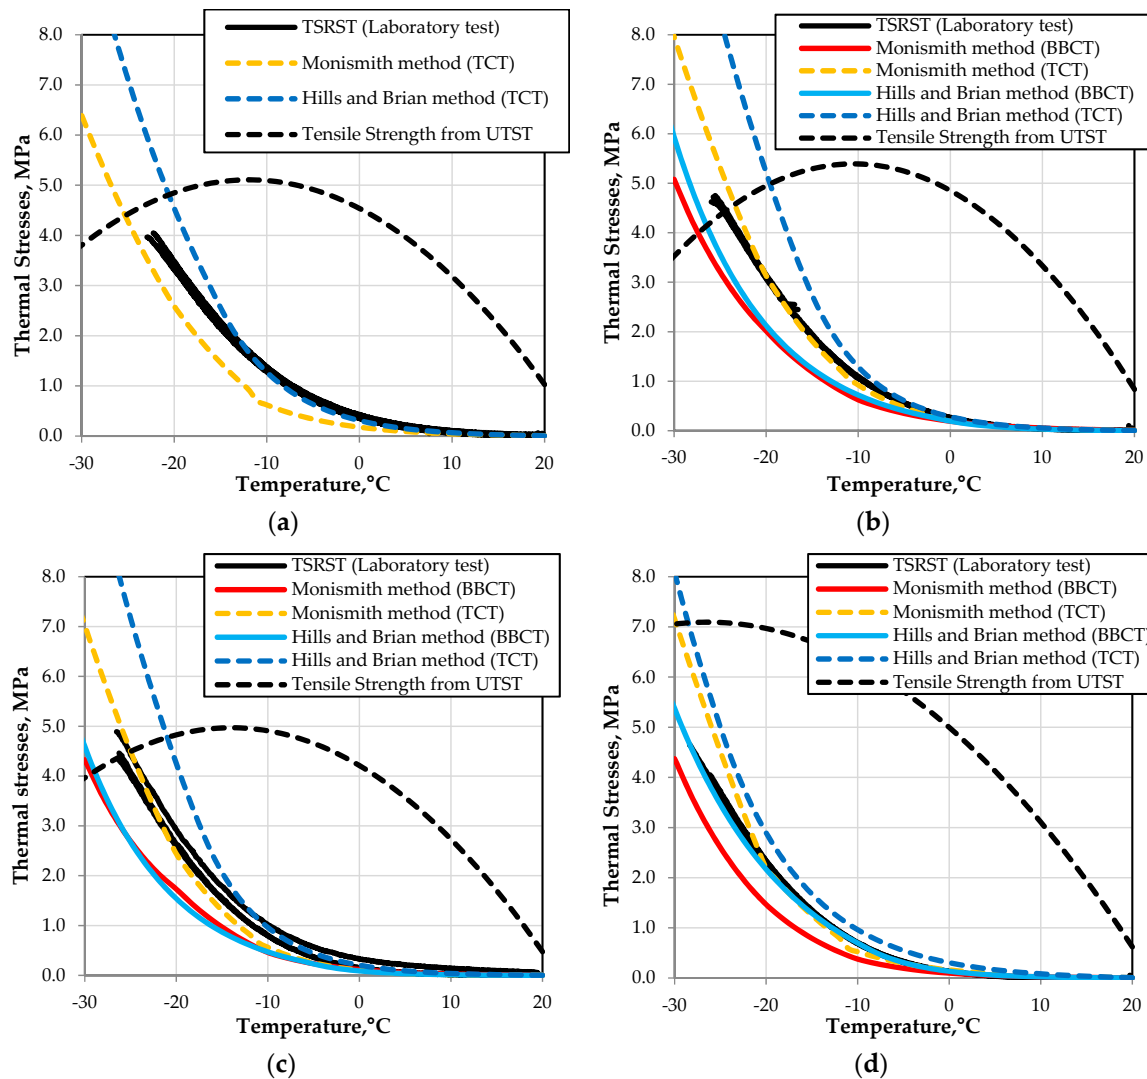 TSRST (Laboratory test)
Monismith method (TCT)
Hills and Brian method (TCT)
Tensile Strength from UTST
Thermal Stresses, MPa
8.0
7.0
6.0
5.0
4.0
3.0
2.0
1.0
0.0
-30
-20
-10
0
10
20
Temperature,°C
(a)
TSRST (Laboratory test)
Monismith method (BBCT)
Monismith method (TCT)
Hills and Brian method (BBCT)
Hills and Brian method (TCT)
Tensile Strength from UTST
Thermal Stresses, MPa
8.0
7.0
6.0
5.0
4.0
3.0
2.0
1.0
0.0
-30
-20
-10
0
10
20
Temperature,°C
(b)
TSRST (Laboratory test)
Monismith method (BBCT)
Monismith method (TCT)
Hills and Brian method (BBCT)
Hills and Brian method (TCT)
Tensile Strength from UTST
Thermal stresses, MPa
8.0
7.0
6.0
5.0
4.0
3.0
2.0
1.0
0.0
-30
-20
-10
0
10
20
Temperature,°C
(c)
TSRST (Laboratory test)
Monismith method (BBCT)
Monismith method (TCT)
Hills and Brian method (BBCT)
Hills and Brian method (TCT)
Tensile Strength from UTST
Thermal Stresses, MPa
8.0
7.0
6.0
5.0
4.0
3.0
2.0
1.0
0.0
-30
-20
-10
0
10
20
Temperature,°C
(d)